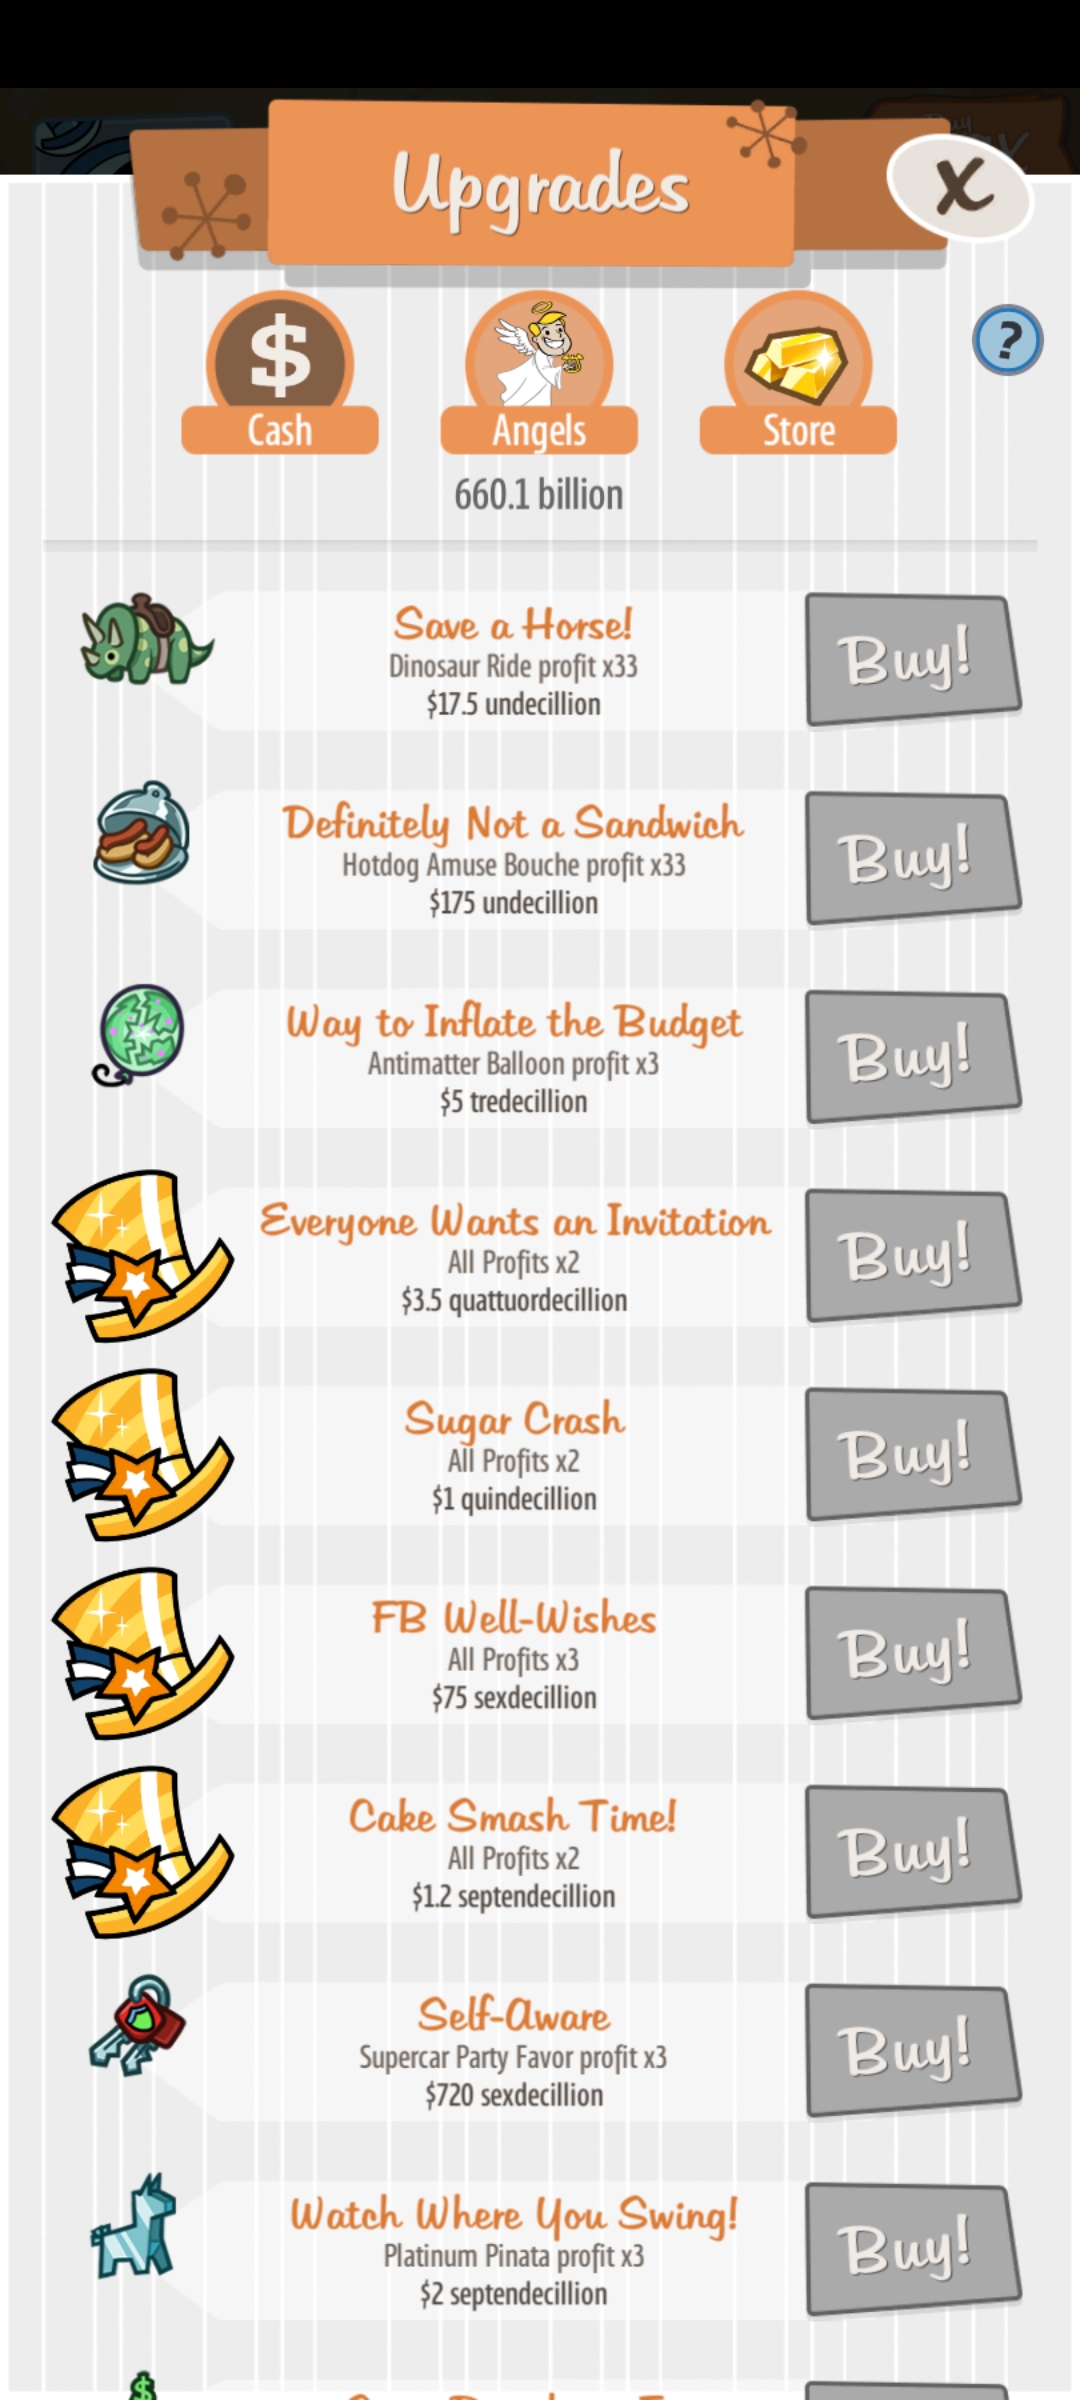 Upgrades
X
$
Cash
Angels
Store
?
660.1 billion
Save a Horse!
Dinosaur Ride profit x33
$17.5 undecillion
Buy!
Definitely Not a Sandwich
Hotdog Amuse Bouche profit x33
$175 undecillion
Buy!
Way to Inflate the Budget
Antimatter Balloon profit x3
$5 tredecillion
Buy!
Everyone Wants an Invitation
All Profits x2
$3.5 quattuordecillion
Buy!
Sugar Crash
All Profits x2
$1 quindecillion
Buy!
FB Well-Wishes
All Profits x3
$75 sexdecillion
Buy!
Cake Smash Time!
All Profits x2
$1.2 septendecillion
Buy!
Self-Aware
Supercar Party Favor profit x3
$720 sexdecillion
Buy!
Watch Where You Swing!
Platinum Pinata profit x3
$2 septendecillion
Buy!
$